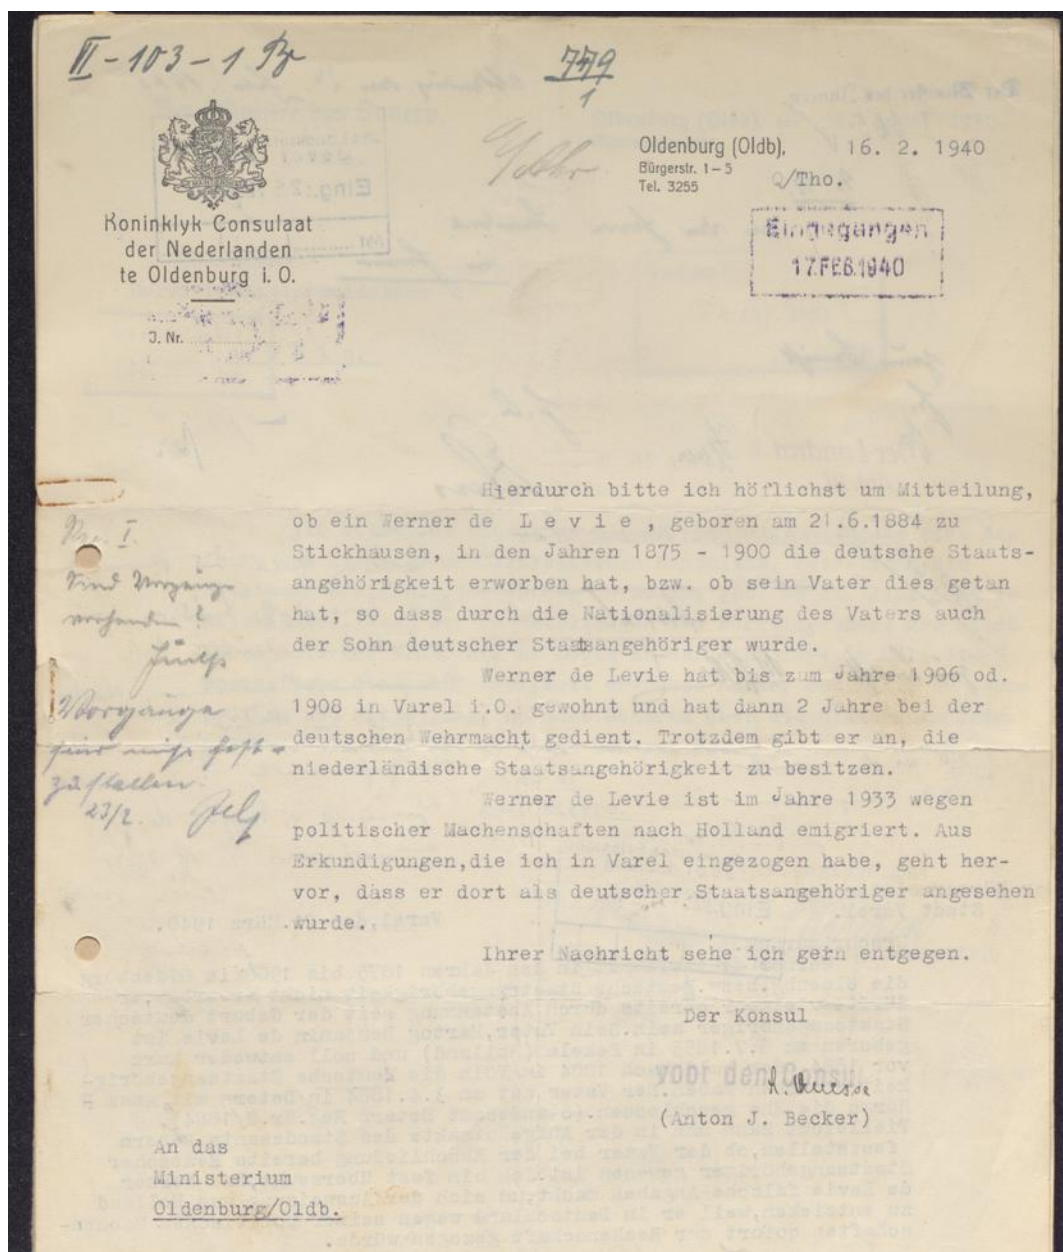 II-103-1
779
1
Koninklyk Consulaat
der Nederlanden
te Oldenburg i. O.
J. Nr.
Oldenburg (Oldb), 16. 2. 1940
Bürgerstr. 1-5
Tel. 3255
Q/Tho.
Eingegangen
17.FEB.1940
Hierdurch bitte ich höflichst um Mitteilung,
ob ein Werner de L e v i e , geboren am 21.6.1884 zu
Stickhausen, in den Jahren 1875 - 1900 die deutsche Staats-
angehörigkeit erworben hat, bzw. ob sein Vater dies getan
hat, so dass durch die Nationalisierung des Vaters auch
der Sohn deutscher Staatsangehöriger wurde.
Werner de Levie hat bis zum Jahre 1906 od.
1908 in Varel i.O. gewohnt und hat dann 2 Jahre bei der
deutschen Wehrmacht gedient. Trotzdem gibt er an, die
niederländische Staatsangehörigkeit zu besitzen.
Werner de Levie ist im Jahre 1933 wegen
politischer Machenschaften nach Holland emigriert. Aus
Erkundigungen,die ich in Varel eingezogen habe, geht her-
vor, dass er dort als deutscher Staatsangehöriger angesehen
wurde.
Ihrer Nachricht sehe ich gern entgegen.
Sind Vorgänge
vorhanden?
Vorgänge
hier nicht fest-
zustellen.
23/2.
Der Konsul
(Anton J. Becker)
An das
Ministerium
Oldenburg/Oldb.